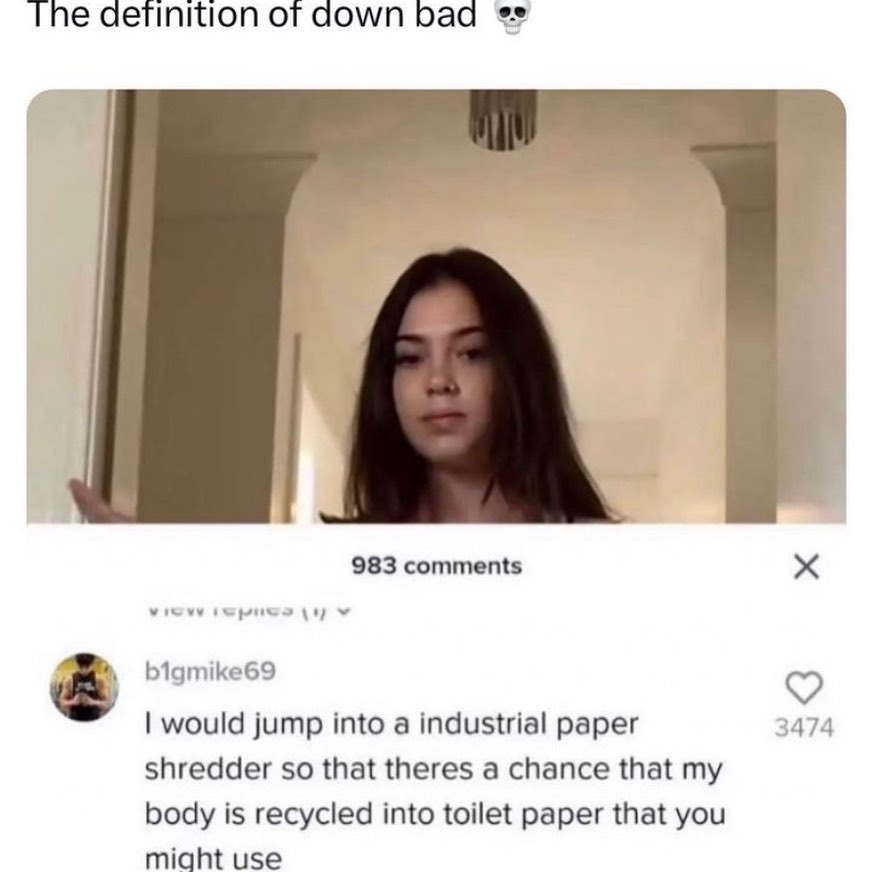 The definition of down bad 💀
983 comments
View replies (1)
b1gmike69
I would jump into a industrial paper
shredder so that theres a chance that my
body is recycled into toilet paper that you
might use
3474